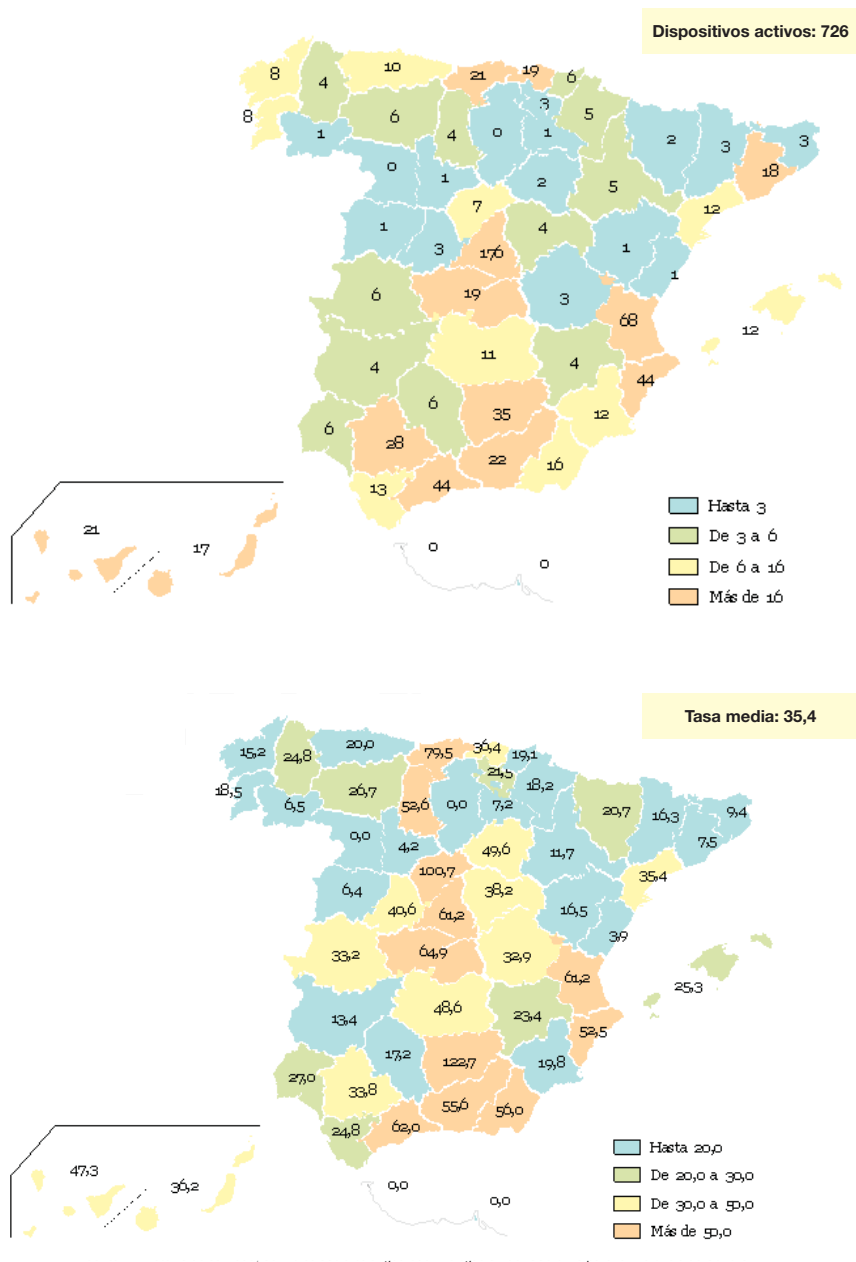 Dispositivos activos: 726
8 4 10 21 19 6
8 1 6 4 0 3 1 5 2 3 3
0 1 2 5 18
7 4 12
1 3 176 1 1
6 19 3 68 12
4 11 4 44
6 6 35 12
28 22 16
13 44
21 17
0 0
Hasta 3
De 3 a 6
De 6 a 16
Más de 16
Tasa media: 35,4
15,2 24,8 20,0 79,5 36,4 19,1
18,5 6,5 26,7 52,6 0,0 21,5 7,2 18,2 20,7 16,3 9,4
0,0 4,2 49,6 11,7 7,5
100,7 38,2 35,4
6,4 40,6 61,2 16,5 3,9
33,2 64,9 32,9 61,2 25,3
13,4 48,6 23,4 52,5
27,0 17,2 122,7 19,8
33,8 55,6 56,0
24,8 62,0
47,3 36,2
0,0 0,0
Hasta 20,0
De 20,0 a 30,0
De 30,0 a 50,0
Más de 50,0